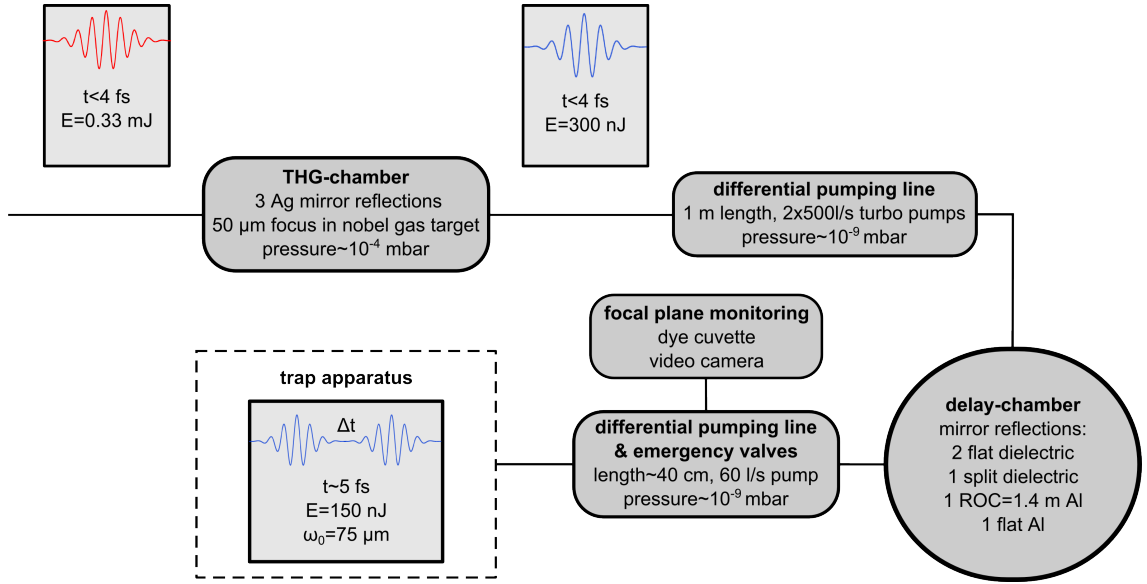 t<4 fs
E=0.33 mJ
t<4 fs
E=300 nJ
THG-chamber
3 Ag mirror reflections
50 μm focus in nobel gas target
pressure~10⁻⁴ mbar
differential pumping line
1 m length, 2x500l/s turbo pumps
pressure~10⁻⁹ mbar
focal plane monitoring
dye cuvette
video camera
trap apparatus
Δt
t~5 fs
E=150 nJ
ω₀=75 μm
differential pumping line
& emergency valves
length~40 cm, 60 l/s pump
pressure~10⁻⁹ mbar
delay-chamber
mirror reflections:
2 flat dielectric
1 split dielectric
1 ROC=1.4 m Al
1 flat Al